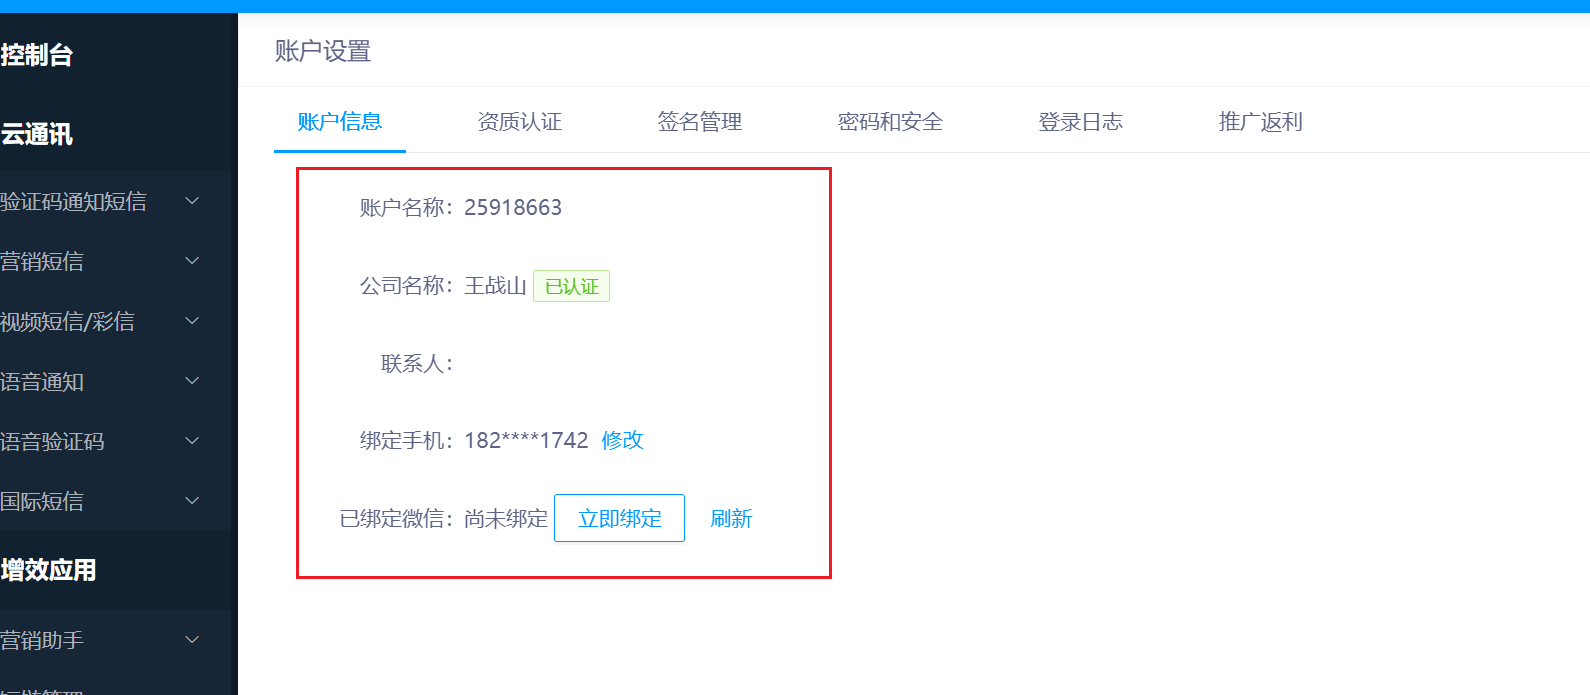 控制台
云通讯
验证码通知短信
营销短信
视频短信/彩信
语音通知
语音验证码
国际短信
增效应用
营销助手
账户设置
账户信息 资质认证 签名管理 密码和安全 登录日志 推广返利
账户名称: 25918663
公司名称: 王战山 已认证
联系人:
绑定手机: 182****1742 修改
已绑定微信: 尚未绑定 立即绑定 刷新